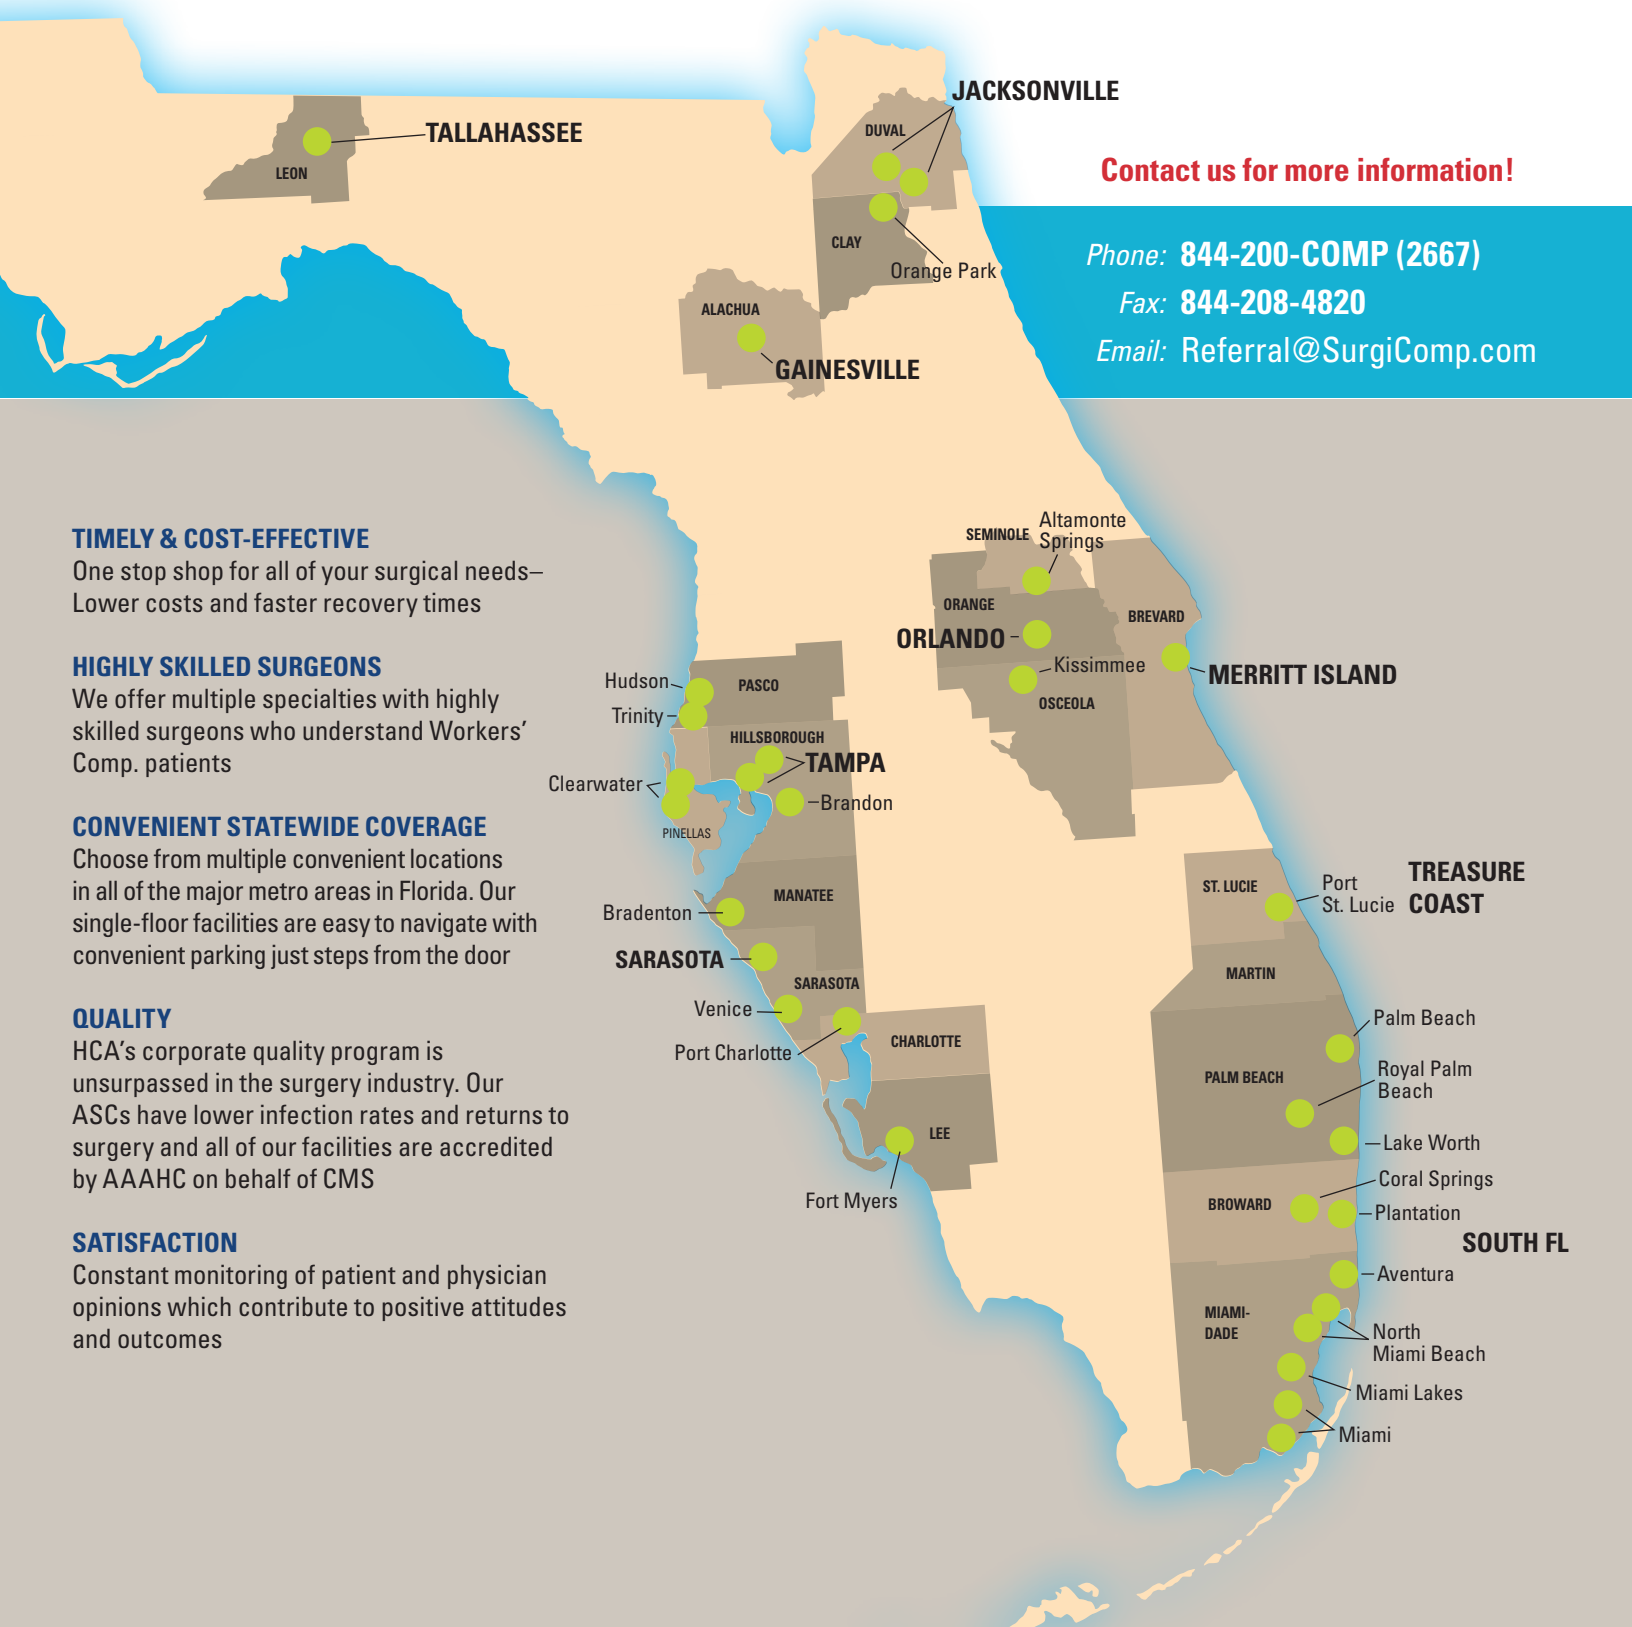 JACKSONVILLE
TALLAHASSEE
DUVAL
LEON
CLAY
Orange Park
ALACHUA
GAINESVILLE
Contact us for more information!
Phone: 844-200-COMP (2667)
Fax: 844-208-4820
Email: Referral@SurgiComp.com
TIMELY & COST-EFFECTIVE
One stop shop for all of your surgical needs–
Lower costs and faster recovery times
HIGHLY SKILLED SURGEONS
We offer multiple specialties with highly
skilled surgeons who understand Workers’
Comp. patients
CONVENIENT STATEWIDE COVERAGE
Choose from multiple convenient locations
in all of the major metro areas in Florida. Our
single-floor facilities are easy to navigate with
convenient parking just steps from the door
QUALITY
HCA’s corporate quality program is
unsurpassed in the surgery industry. Our
ASCs have lower infection rates and returns to
surgery and all of our facilities are accredited
by AAAHC on behalf of CMS
SATISFACTION
Constant monitoring of patient and physician
opinions which contribute to positive attitudes
and outcomes
SEMINOLE
Altamonte
Springs
ORANGE
BREVARD
ORLANDO
Kissimmee
MERRITT ISLAND
OSCEOLA
Hudson
PASCO
Trinity
HILLSBOROUGH
TAMPA
Clearwater
Brandon
PINELLAS
MANATEE
Bradenton
SARASOTA
SARASOTA
Venice
Port Charlotte
CHARLOTTE
LEE
Fort Myers
ST. LUCIE
Port
St. Lucie
TREASURE
COAST
MARTIN
Palm Beach
PALM BEACH
Royal Palm
Beach
Lake Worth
Coral Springs
BROWARD
Plantation
SOUTH FL
Aventura
MIAMI-
DADE
North
Miami Beach
Miami Lakes
Miami